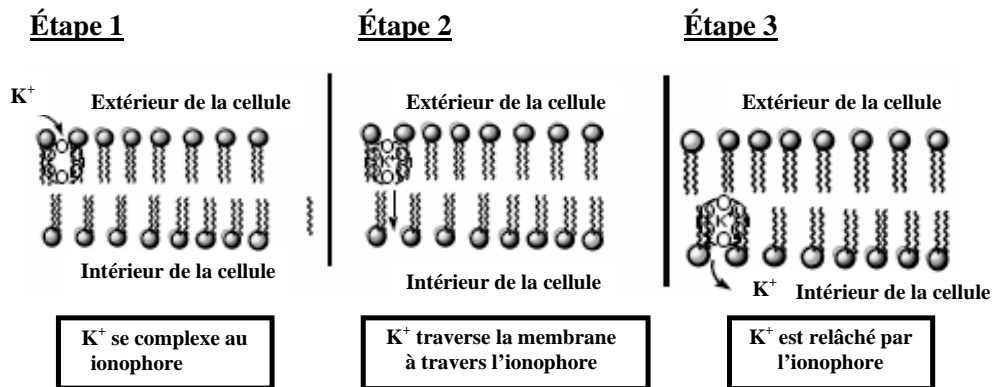 Étape 1
Étape 2
Étape 3
K+
Extérieur de la cellule
Extérieur de la cellule
Extérieur de la cellule
K+
K+
Intérieur de la cellule
Intérieur de la cellule
K+ Intérieur de la cellule
K+ se complexe au
ionophore
K+ traverse la membrane
à travers l’ionophore
K+ est relâché par
l’ionophore